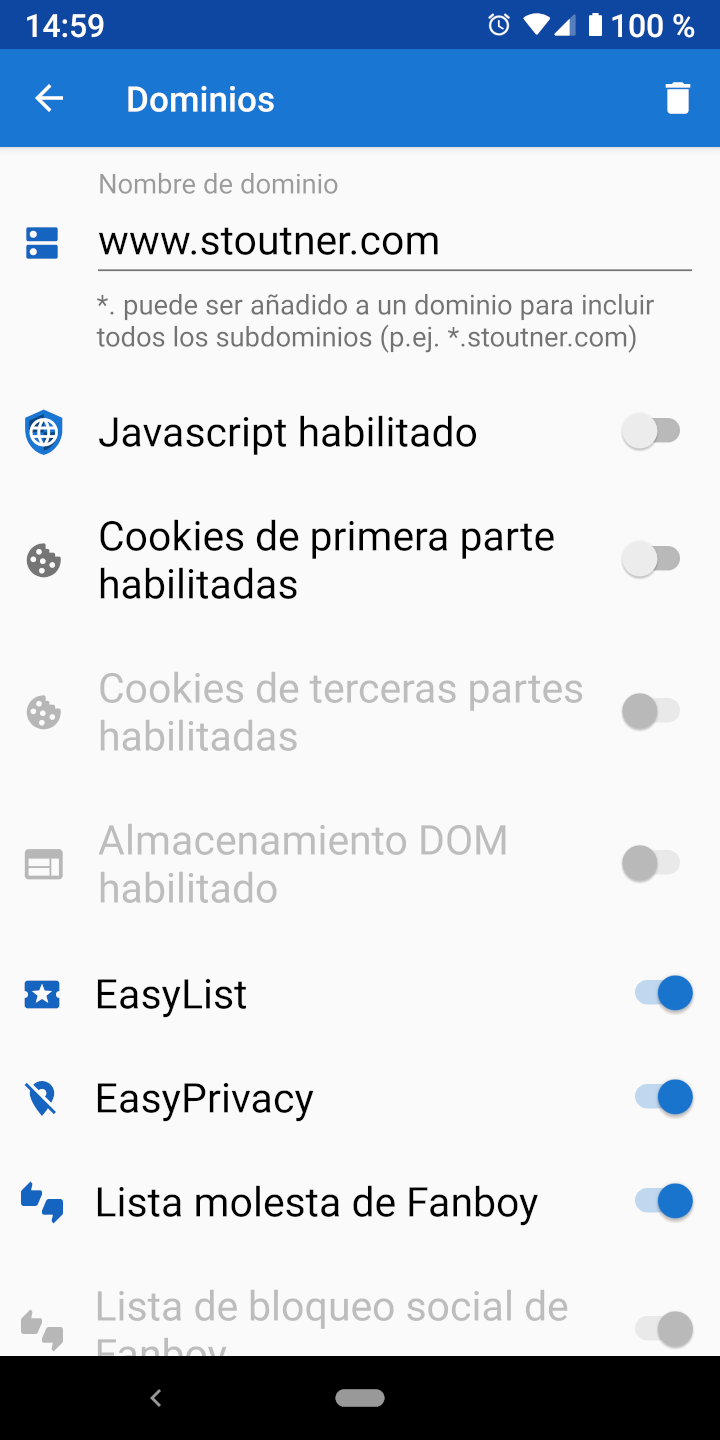 14:59
100 %
Dominios
Nombre de dominio
www.stoutner.com
*. puede ser añadido a un dominio para incluir
todos los subdominios (p.ej. *.stoutner.com)
Javascript habilitado
Cookies de primera parte
habilitadas
Cookies de terceras partes
habilitadas
Almacenamiento DOM
habilitado
EasyList
EasyPrivacy
Lista molesta de Fanboy
Lista de bloqueo social de
Fanboy